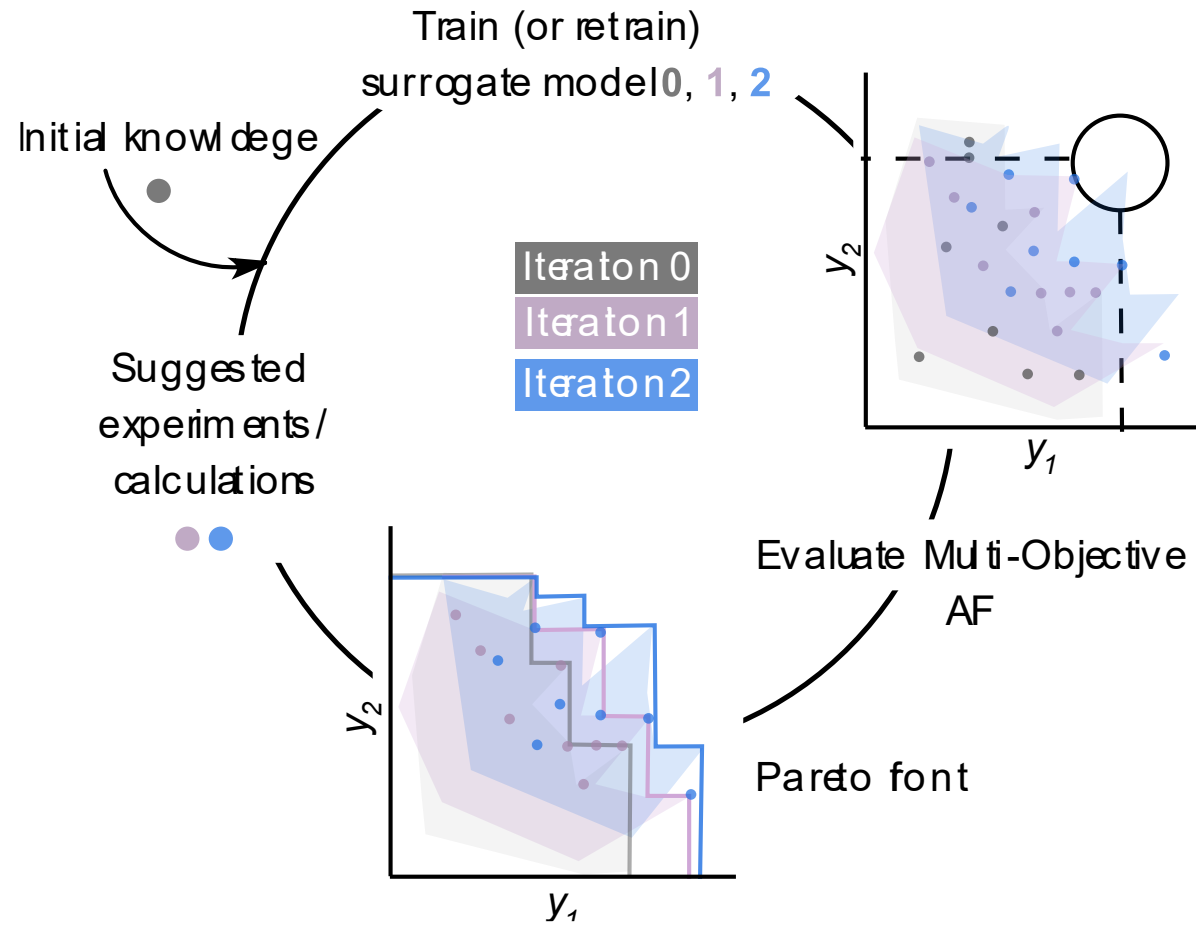 Train (or retrain)
surrogate model 0, 1, 2
Initial knowldege
Iteraton 0
Iteraton 1
Iteraton 2
y2
y1
Suggested
experiments/
calculations
Evaluate Multi-Objective
AF
y2
y1
Pareto font